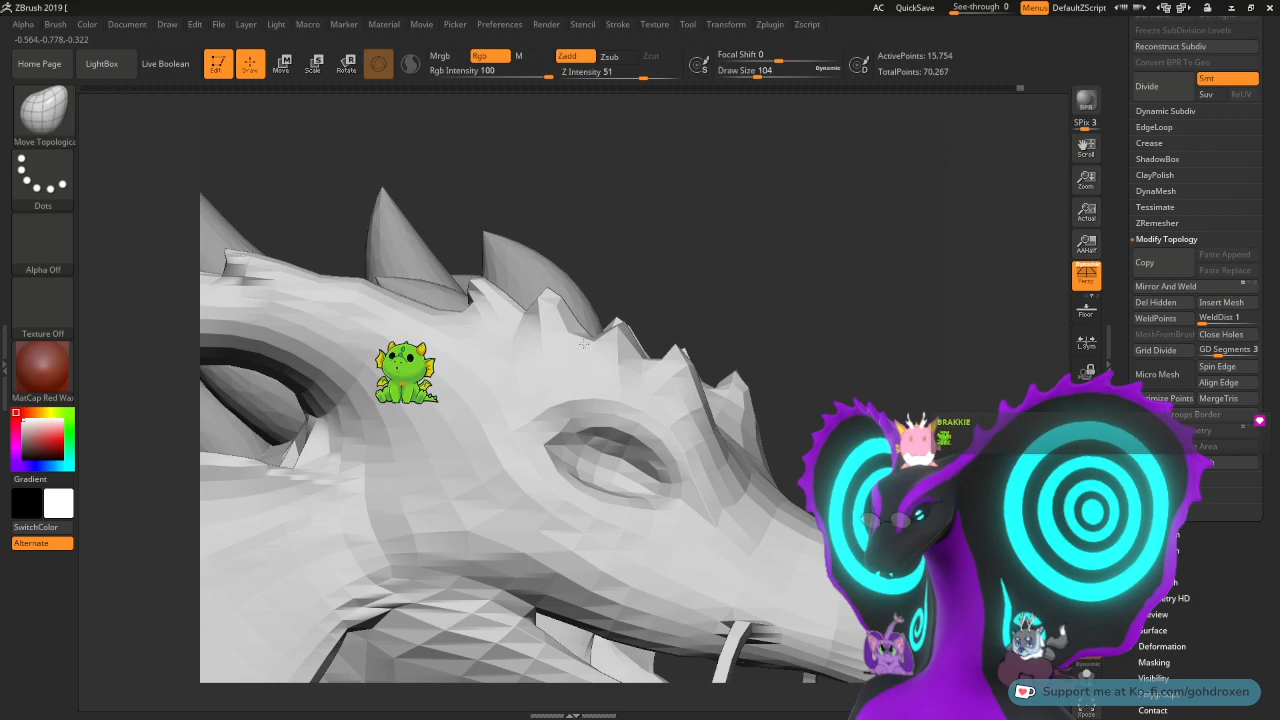 ZBrush 2019 [
AC QuickSave See-through 0 Menus DefaultZScript
Alpha Brush Color Document Draw Edit File Layer Light Macro Marker Material Movie Picker Preferences Render Stencil Stroke Texture Tool Transform Zplugin Zscript
-0.564,-0.778,-0.322
Home Page LightBox Live Boolean Edit Draw Move Scale Rotate
Mrgb Rgb M Zadd Zsub Zcut
Rgb Intensity 100 Z Intensity 51
Focal Shift 0
Draw Size 104 Dynamic
ActivePoints: 15,754
TotalPoints: 70,267
Move Topologica
Dots
Alpha Off
Texture Off
MatCap Red Wax
Gradient
SwitchColor
Alternate
BPR
SPix 3
Scroll
Zoom
Actual
AAHalf
Dynamic
Persp
Floor
L.Sym
Dynamic
Xpose
Freeze SubDivision Levels
Reconstruct Subdiv
Convert BPR To Geo
Divide Smt
Suv ReUV
Dynamic Subdiv
EdgeLoop
Crease
ShadowBox
ClayPolish
DynaMesh
Tessimate
ZRemesher
Modify Topology
Copy Paste Append
Paste Replace
Mirror And Weld
Del Hidden Insert Mesh
WeldPoints WeldDist 1
MeshFromBrush Close Holes
Grid Divide GD Segments 3
Micro Mesh Spin Edge
Align Edge
MergeTris
BRAKKIE
Surface
Deformation
Masking
Visibility
Contact
Support me at Ko-fi.com/gohdroxen